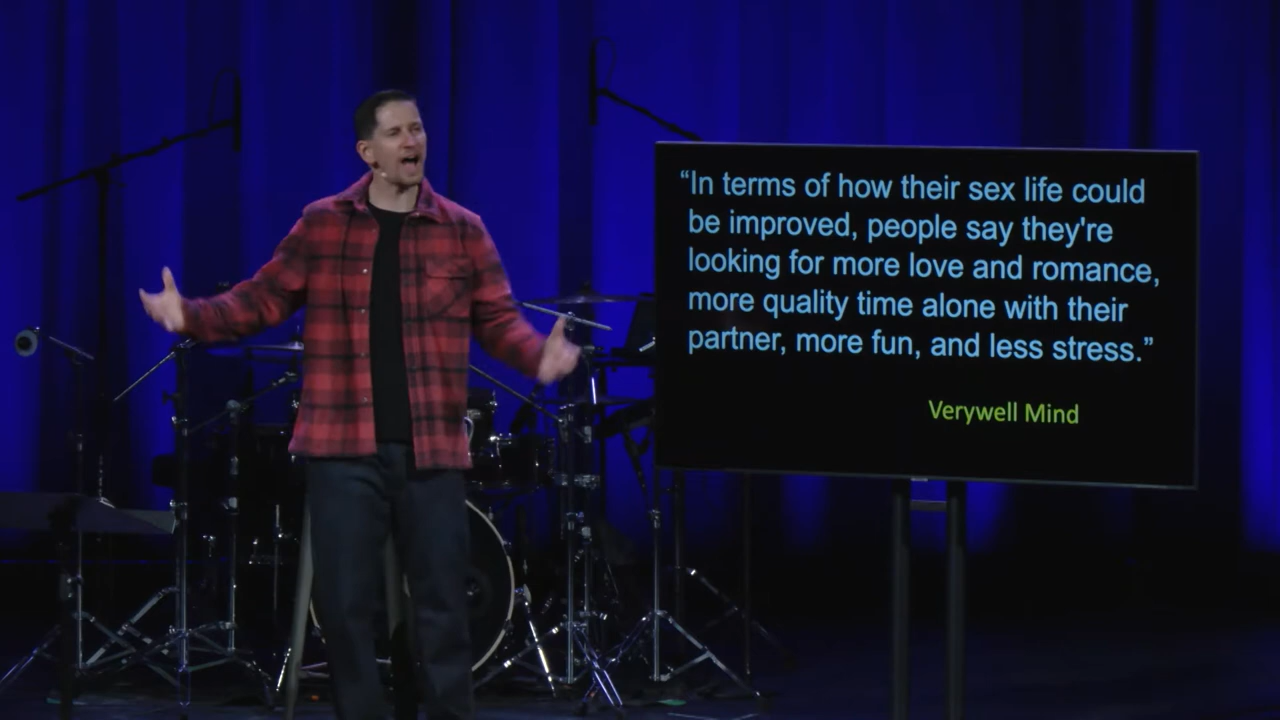 “In terms of how their sex life could
be improved, people say they're
looking for more love and romance,
more quality time alone with their
partner, more fun, and less stress.”
Verywell Mind